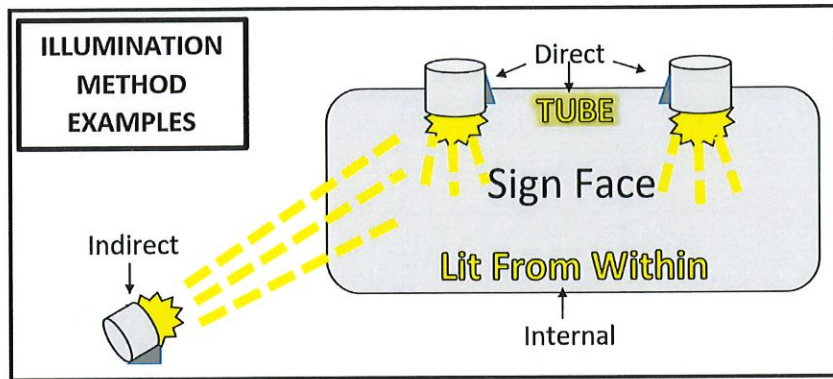 ILLUMINATION
METHOD
EXAMPLES
Direct
TUBE
Sign Face
Indirect
Lit From Within
Internal